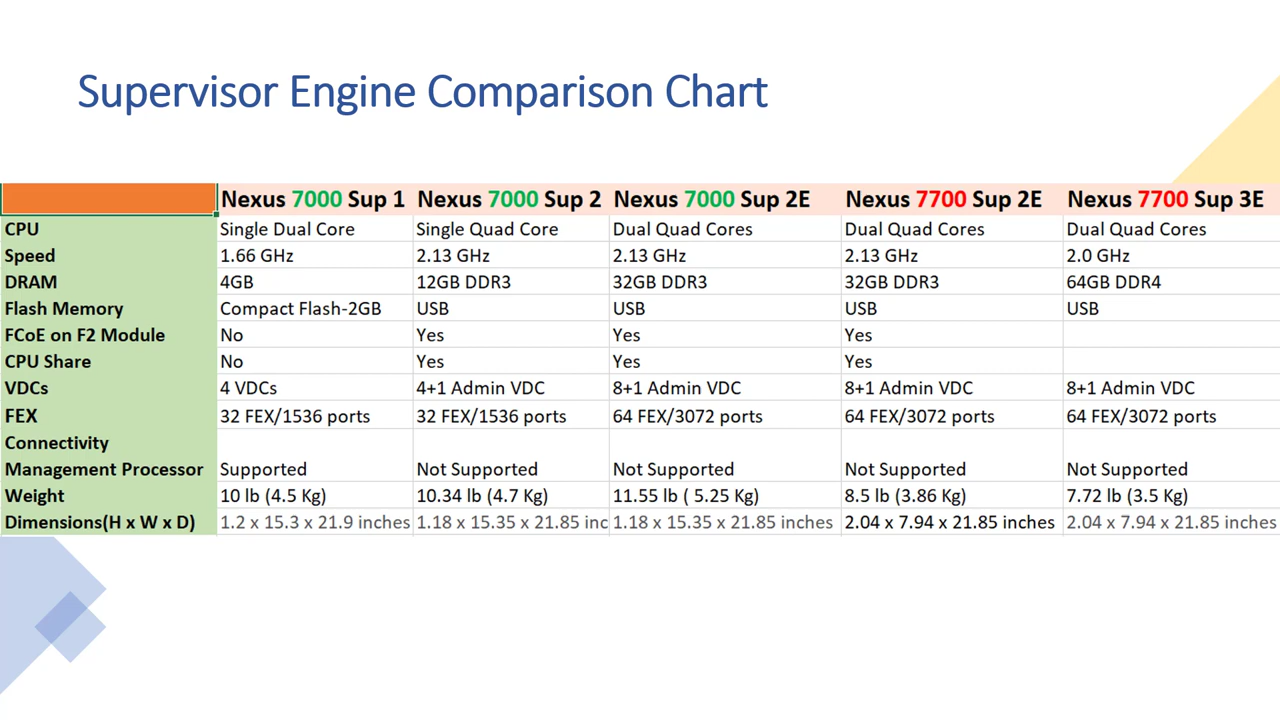 Supervisor Engine Comparison Chart
Nexus 7000 Sup 1 Nexus 7000 Sup 2 Nexus 7000 Sup 2E Nexus 7700 Sup 2E Nexus 7700 Sup 3E
CPU Single Dual Core Single Quad Core Dual Quad Cores Dual Quad Cores Dual Quad Cores
Speed 1.66 GHz 2.13 GHz 2.13 GHz 2.13 GHz 2.0 GHz
DRAM 4GB 12GB DDR3 32GB DDR3 32GB DDR3 64GB DDR4
Flash Memory Compact Flash-2GB USB USB USB USB
FCoE on F2 Module No Yes Yes Yes
CPU Share No Yes Yes Yes
VDCs 4 VDCs 4+1 Admin VDC 8+1 Admin VDC 8+1 Admin VDC 8+1 Admin VDC
FEX 32 FEX/1536 ports 32 FEX/1536 ports 64 FEX/3072 ports 64 FEX/3072 ports 64 FEX/3072 ports
Connectivity
Management Processor Supported Not Supported Not Supported Not Supported Not Supported
Weight 10 lb (4.5 Kg) 10.34 lb (4.7 Kg) 11.55 lb ( 5.25 Kg) 8.5 lb (3.86 Kg) 7.72 lb (3.5 Kg)
Dimensions(H x W x D) 1.2 x 15.3 x 21.9 inches 1.18 x 15.35 x 21.85 inc 1.18 x 15.35 x 21.85 inches 2.04 x 7.94 x 21.85 inches 2.04 x 7.94 x 21.85 inches